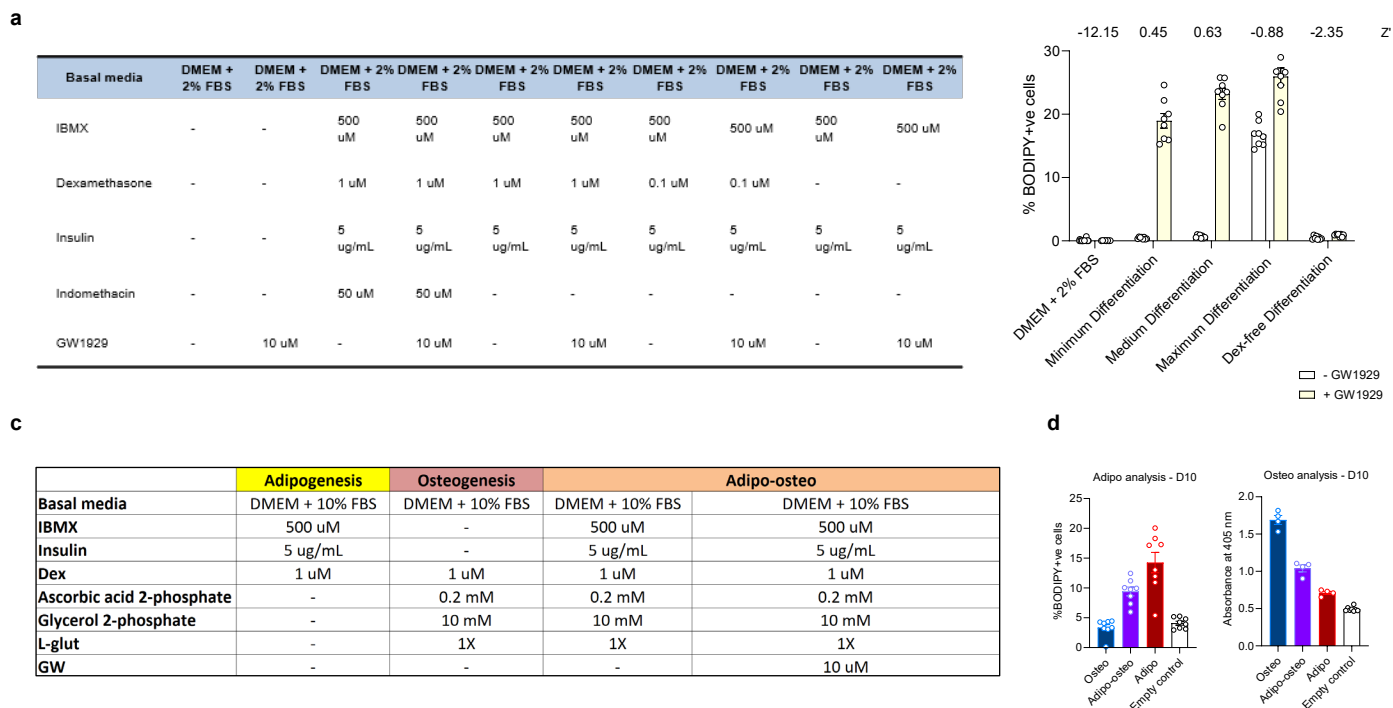 a
Basal media DMEM + 2% FBS DMEM + 2% FBS DMEM + 2% FBS DMEM + 2% FBS DMEM + 2% FBS DMEM + 2% FBS DMEM + 2% FBS DMEM + 2% FBS DMEM + 2% FBS DMEM + 2% FBS
IBMX - - 500 uM 500 uM 500 uM 500 uM 500 uM 500 uM 500 uM 500 uM
Dexamethasone - - 1 uM 1 uM 1 uM 1 uM 0.1 uM 0.1 uM - -
Insulin - - 5 ug/mL 5 ug/mL 5 ug/mL 5 ug/mL 5 ug/mL 5 ug/mL 5 ug/mL 5 ug/mL
Indomethacin - - 50 uM 50 uM - - - - - -
GW1929 - 10 uM - 10 uM - 10 uM - 10 uM - 10 uM
-12.15 0.45 0.63 -0.88 -2.35 Z'
% BODIPY+ve cells
30
20
10
0
DMEM + 2% FBS
Minimum Differentiation
Medium Differentiation
Maximum Differentiation
Dex-free Differentiation
- GW1929
+ GW1929
c
Adipogenesis Osteogenesis Adipo-osteo
Basal media DMEM + 10% FBS DMEM + 10% FBS DMEM + 10% FBS DMEM + 10% FBS
IBMX 500 uM - 500 uM 500 uM
Insulin 5 ug/mL - 5 ug/mL 5 ug/mL
Dex 1 uM 1 uM 1 uM 1 uM
Ascorbic acid 2-phosphate - 0.2 mM 0.2 mM 0.2 mM
Glycerol 2-phosphate - 10 mM 10 mM 10 mM
L-glut - 1X 1X 1X
GW - - - 10 uM
d
Adipo analysis - D10
%BODIPY+ve cells
25
20
15
10
5
0
Osteo
Adipo-osteo
Adipo
Empty control
Osteo analysis - D10
Absorbance at 405 nm
2.0
1.5
1.0
0.5
0.0
Osteo
Adipo-osteo
Adipo
Empty control